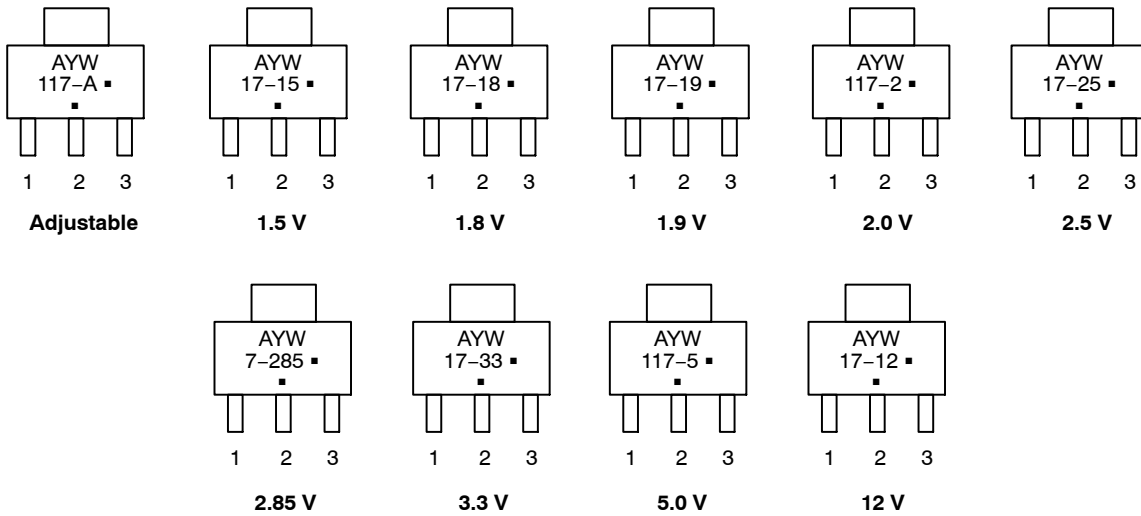 AYW AYW AYW AYW AYW AYW
117–A ▪ 17–15 ▪ 17–18 ▪ 17–19 ▪ 117–2 ▪ 17–25 ▪
1 2 3 1 2 3 1 2 3 1 2 3 1 2 3 1 2 3
Adjustable 1.5 V 1.8 V 1.9 V 2.0 V 2.5 V
AYW AYW AYW AYW
7–285 ▪ 17–33 ▪ 117–5 ▪ 17–12 ▪
1 2 3 1 2 3 1 2 3 1 2 3
2.85 V 3.3 V 5.0 V 12 V